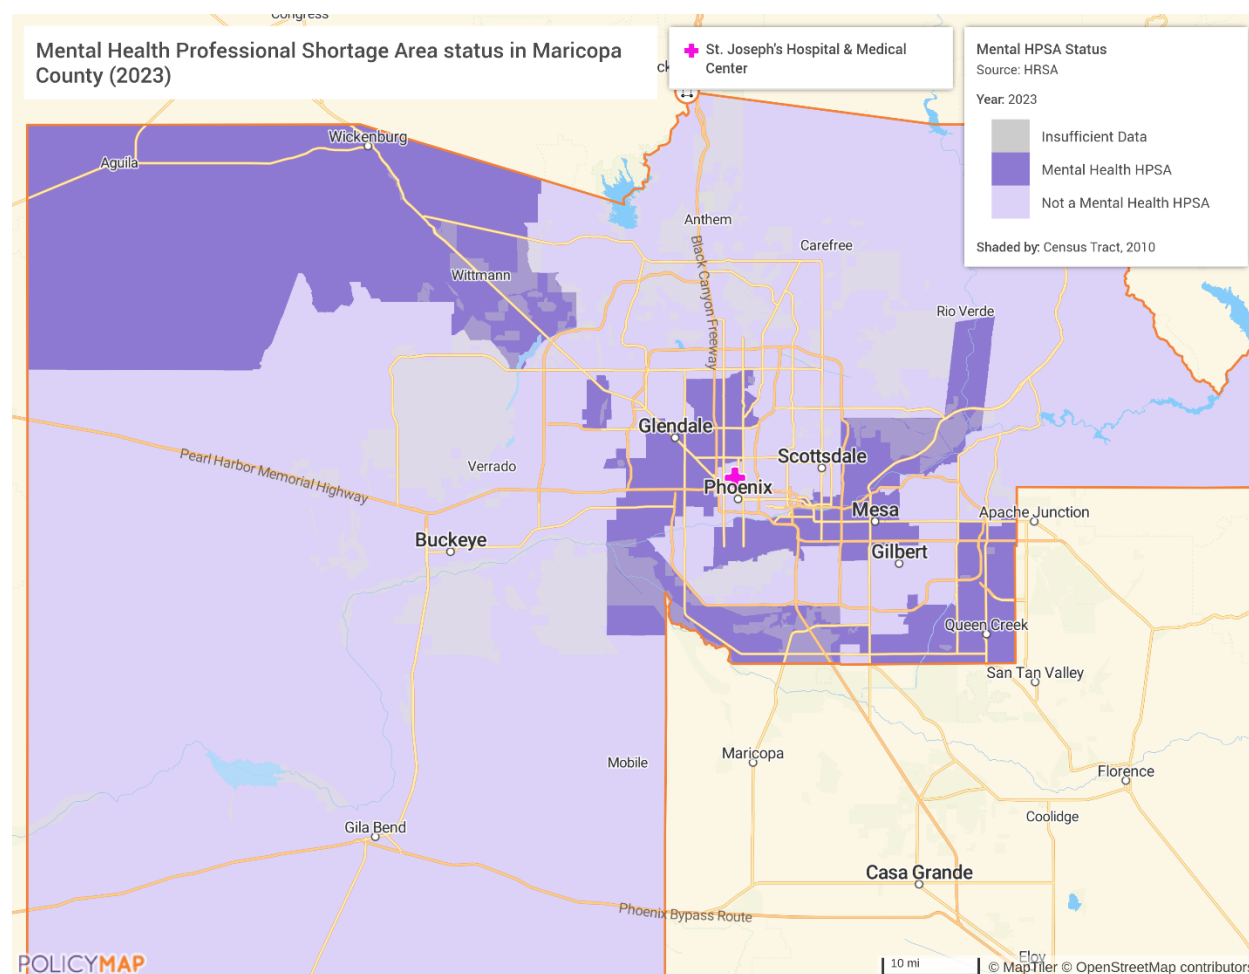 Congress
Mental Health Professional Shortage Area status in Maricopa
County (2023)
St. Joseph's Hospital & Medical
Center
Mental HPSA Status
Source: HRSA
Year: 2023
Insufficient Data
Mental Health HPSA
Not a Mental Health HPSA
Shaded by: Census Tract, 2010
ck
Wickenburg
Aguila
Anthem
Carefree
Wittmann
Black Canyon Freeway
Rio Verde
Glendale
Scottsdale
Verrado
Pearl Harbor Memorial Highway
Phoenix
Mesa
Apache Junction
Buckeye
Gilbert
Queen Creek
San Tan Valley
Maricopa
Mobile
Florence
Coolidge
Gila Bend
Casa Grande
Phoenix Bypass Route
Eloy
POLICYMAP
10 mi
© MapTiler © OpenStreetMap contributors